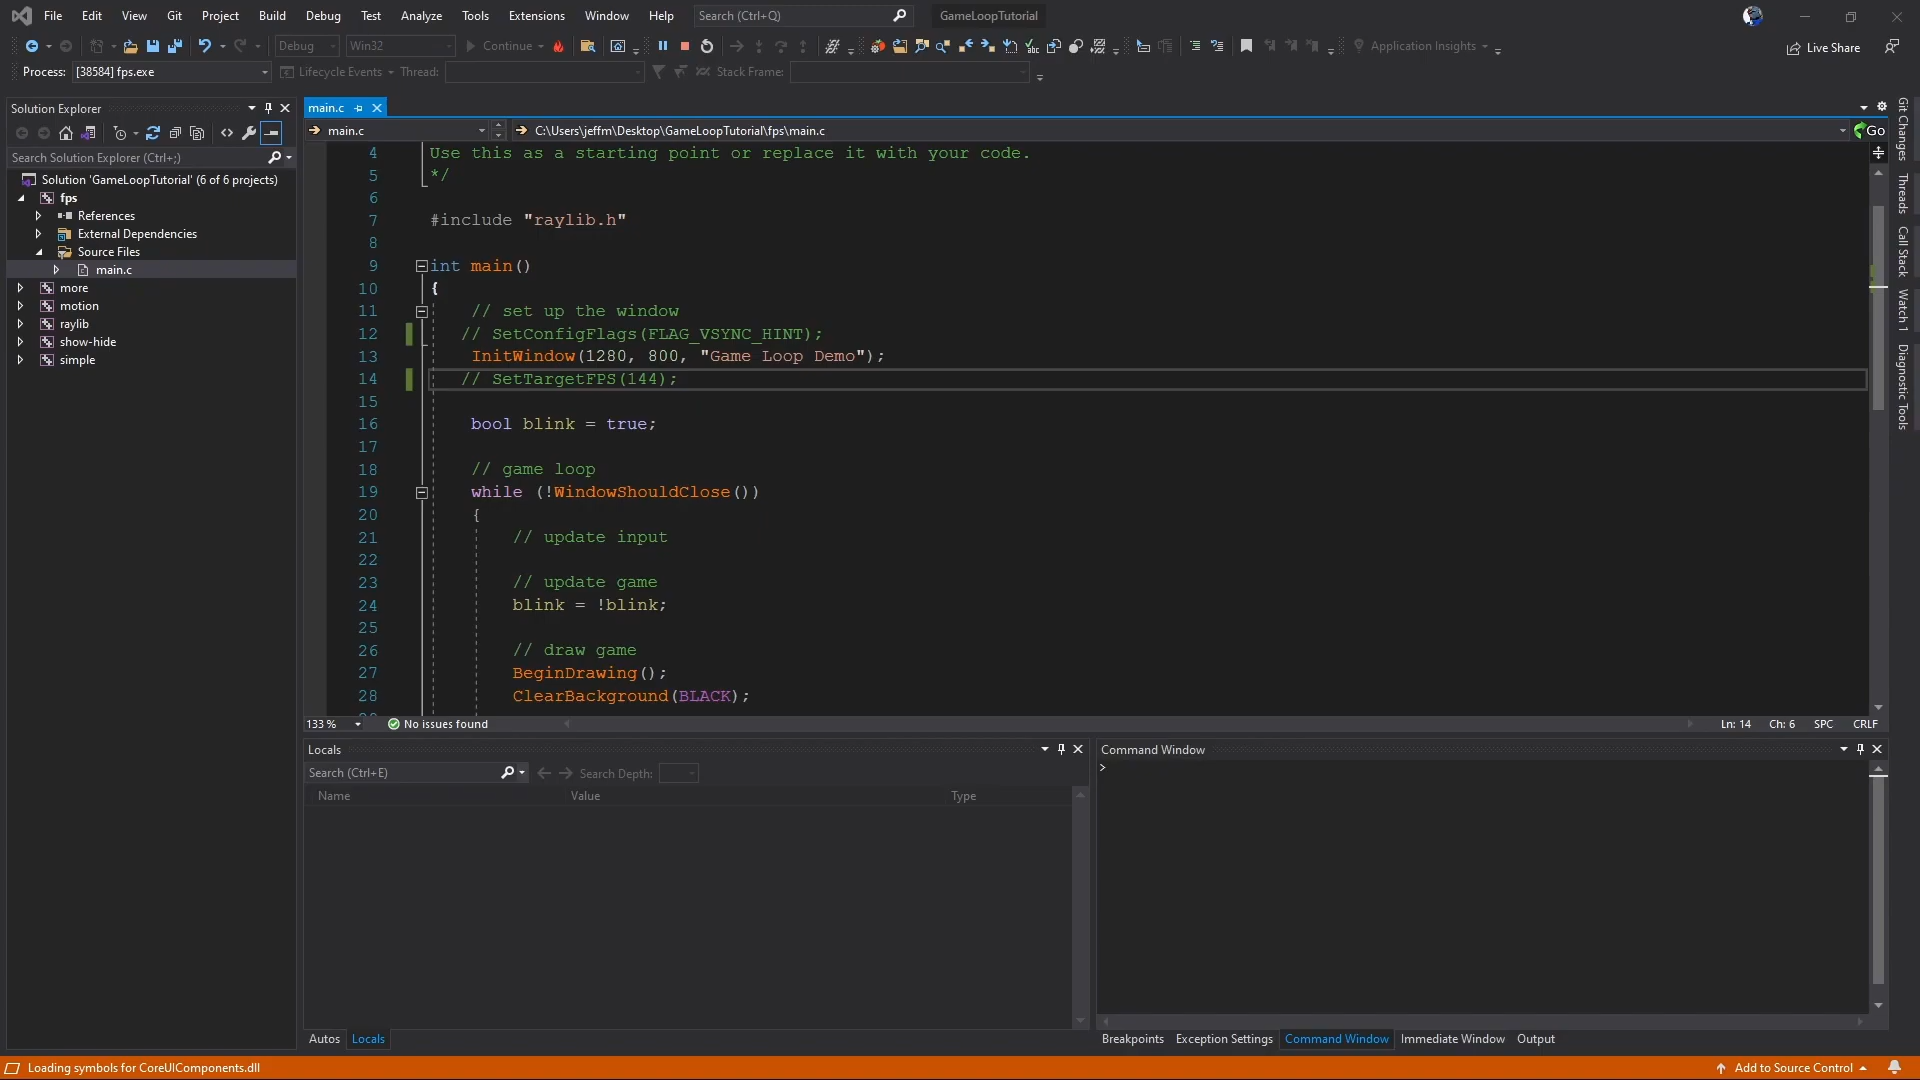 File Edit View Git Project Build Debug Test Analyze Tools Extensions Window Help Search (Ctrl+Q) GameLoopTutorial
Debug Win32 Continue Application Insights Live Share
Process: [38584] fps.exe Lifecycle Events Thread: Stack Frame:
Solution Explorer
Search Solution Explorer (Ctrl+;)
Solution 'GameLoopTutorial' (6 of 6 projects)
fps
References
External Dependencies
Source Files
main.c
more
motion
raylib
show-hide
simple
main.c
main.c C:\Users\jeffm\Desktop\GameLoopTutorial\fps\main.c Go
4 Use this as a starting point or replace it with your code.
5 */
6
7 #include "raylib.h"
8
9 int main()
10 {
11 // set up the window
12 // SetConfigFlags(FLAG_VSYNC_HINT);
13 InitWindow(1280, 800, "Game Loop Demo");
14 // SetTargetFPS(144);
15
16 bool blink = true;
17
18 // game loop
19 while (!WindowShouldClose())
20 {
21 // update input
22
23 // update game
24 blink = !blink;
25
26 // draw game
27 BeginDrawing();
28 ClearBackground(BLACK);
133 % No issues found Ln: 14 Ch: 6 SPC CRLF
Locals
Search (Ctrl+E) Search Depth:
Name Value Type
Autos Locals
Command Window
>
Breakpoints Exception Settings Command Window Immediate Window Output
Git Changes
Threads
Call Stack
Watch 1
Diagnostic Tools
Loading symbols for CoreUIComponents.dll Add to Source Control